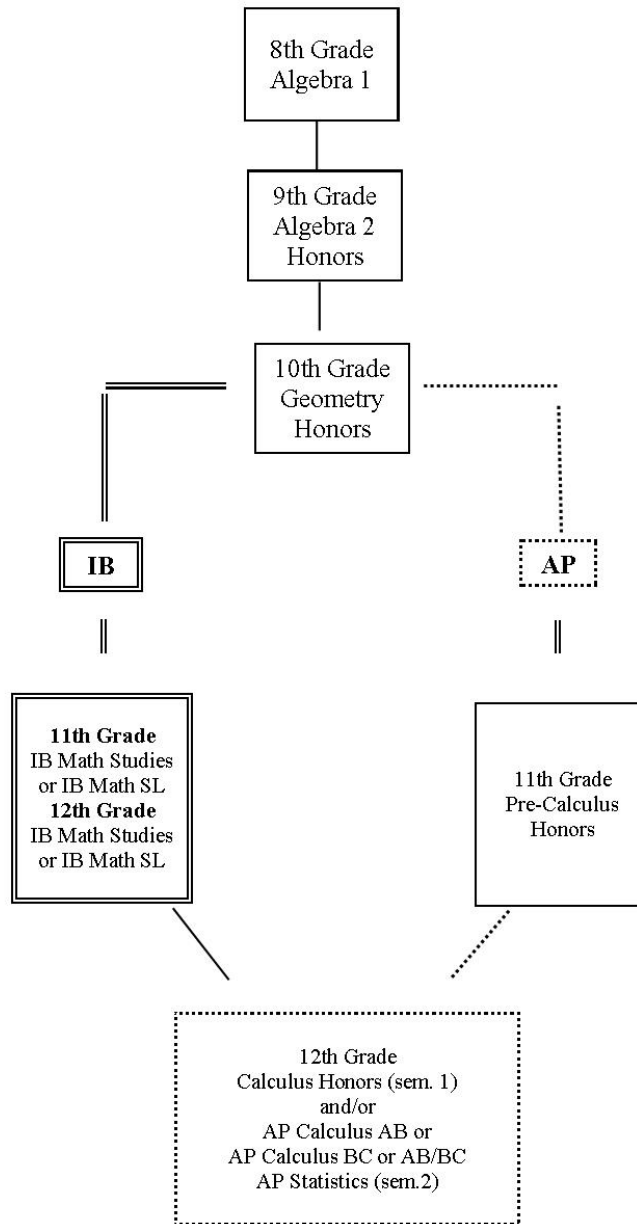 8th Grade
Algebra 1
9th Grade
Algebra 2
Honors
10th Grade
Geometry
Honors
IB
AP
11th Grade
IB Math Studies
or IB Math SL
12th Grade
IB Math Studies
or IB Math SL
11th Grade
Pre-Calculus
Honors
12th Grade
Calculus Honors (sem. 1)
and/or
AP Calculus AB or
AP Calculus BC or AB/BC
AP Statistics (sem.2)